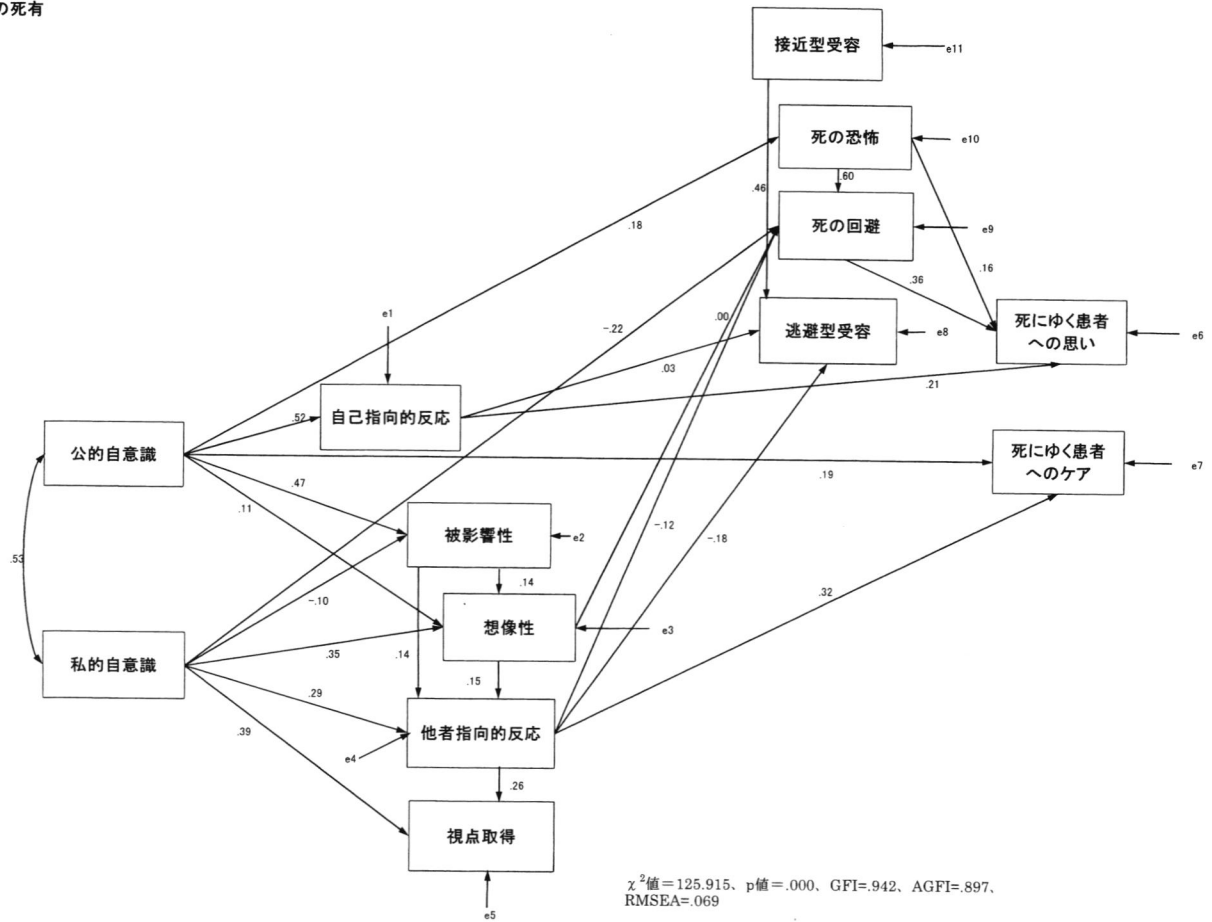 の死有
接近型受容
e11
死の恐怖
e10
.60
.46
死の回避
e9
.18
.36
.16
e1
-.22
.00
逃避型受容
e8
死にゆく患者
への思い
e6
.03
.21
自己指向的反応
.52
公的自意識
死にゆく患者
へのケア
e7
.19
.47
.11
被影響性
e2
-.12
-.18
.53
.14
-.10
.32
想像性
e3
私的自意識
.35
.14
.15
.29
.39
他者指向的反応
e4
.26
視点取得
e5
χ²値=125.915、p値=.000、GFI=.942、AGFI=.897、
RMSEA=.069